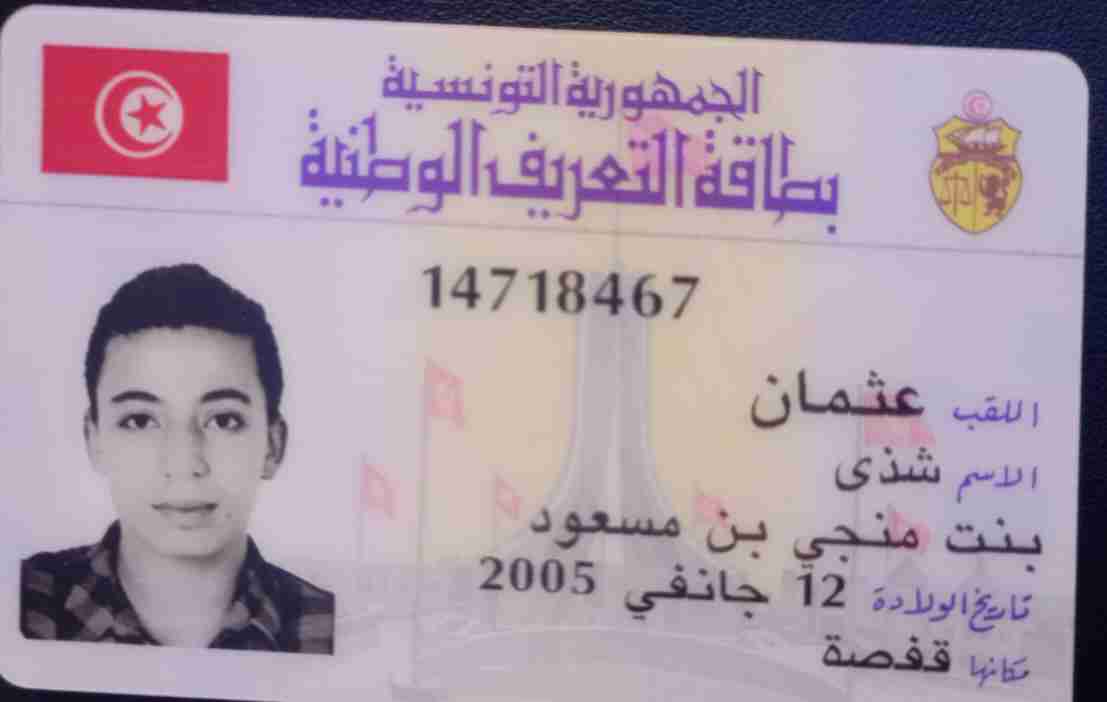 الجمهورية التونسية
بطاقة التعريف الوطنية
14718467
اللقب عثمان
الاسم شذى
بنت منجي بن مسعود
تاريخ الولادة 12 جانفي 2005
مكانها قفصة